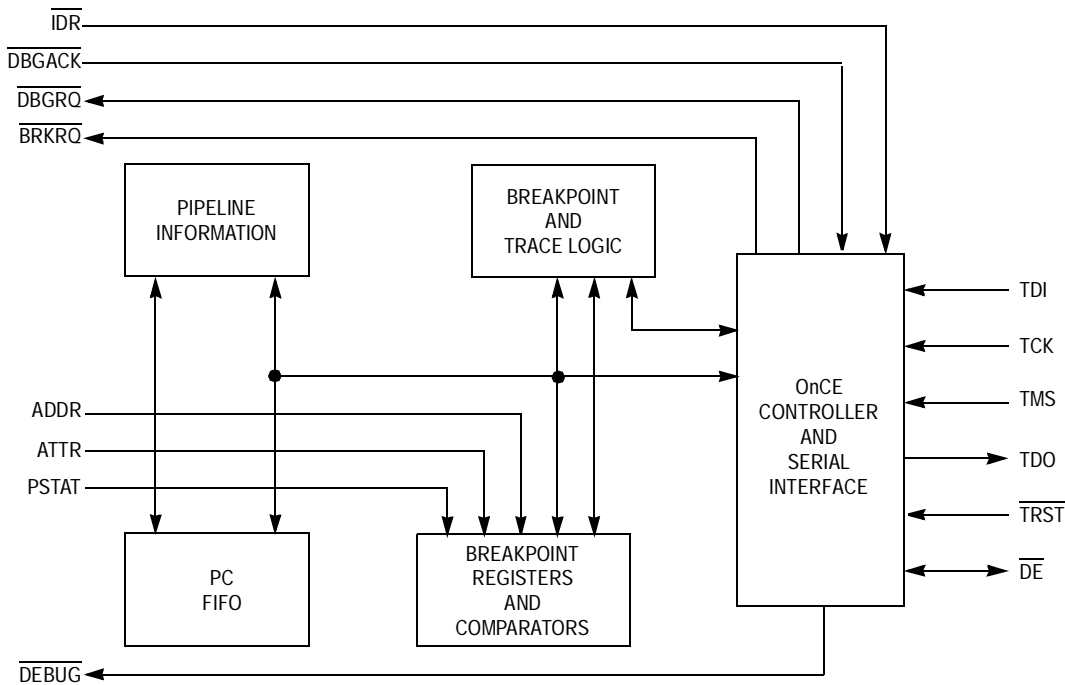 IDR
DBGACK
DBGRQ
BRKRQ
PIPELINE
INFORMATION
BREAKPOINT
AND
TRACE LOGIC
ADDR
ATTR
PSTAT
PC
FIFO
BREAKPOINT
REGISTERS
AND
COMPARATORS
OnCE
CONTROLLER
AND
SERIAL
INTERFACE
TDI
TCK
TMS
TDO
TRST
DE
DEBUG